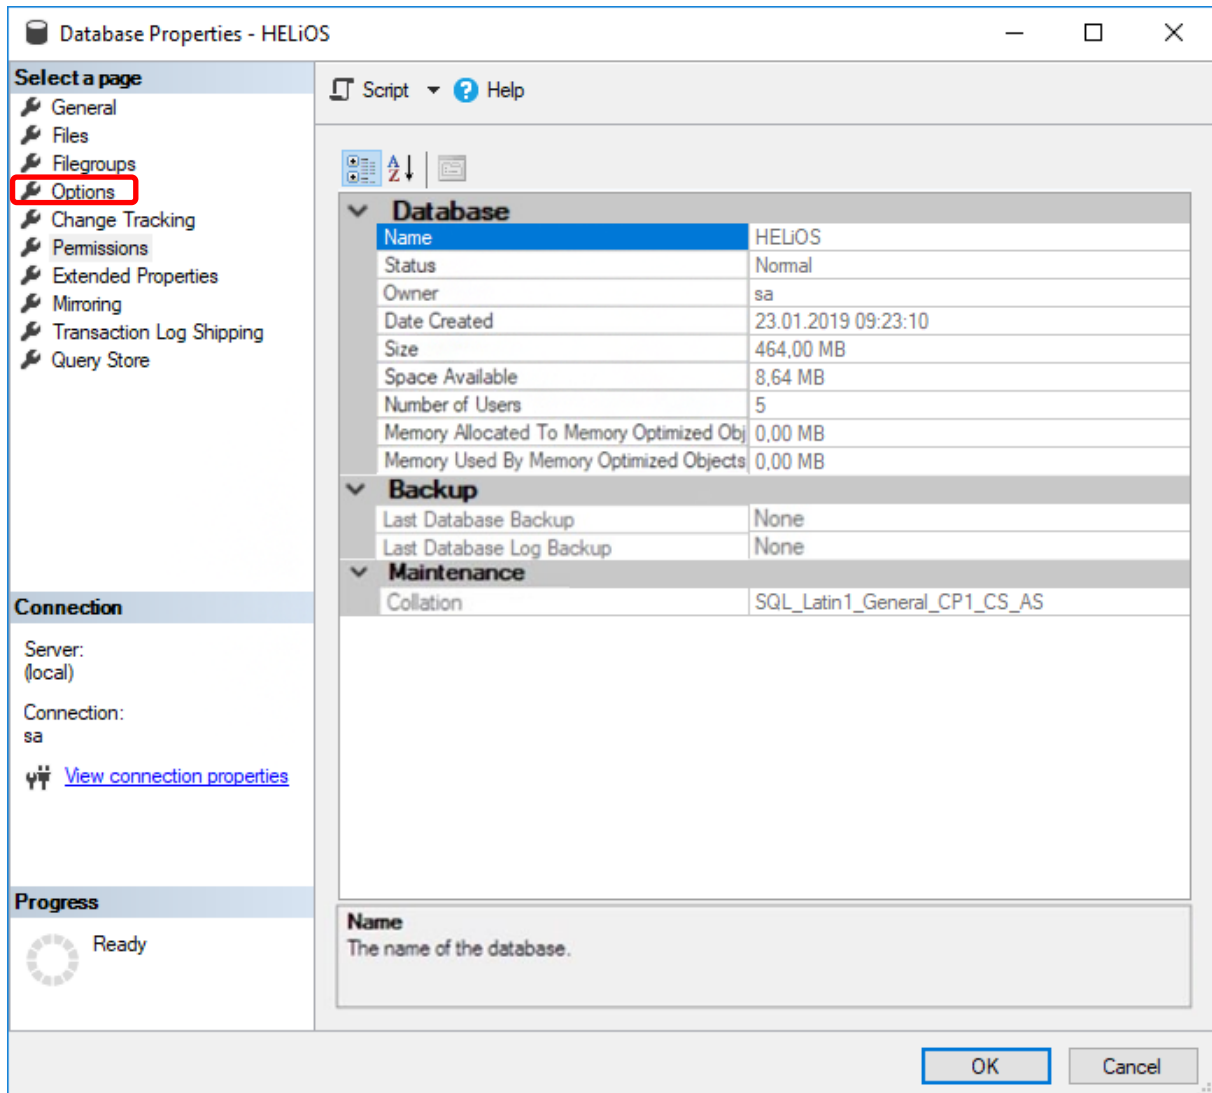 Database Properties - HELiOS
Select a page
General
Files
Filegroups
Options
Change Tracking
Permissions
Extended Properties
Mirroring
Transaction Log Shipping
Query Store
Connection
Server:
(local)
Connection:
sa
View connection properties
Progress
Ready
Script Help
Database
Name HELiOS
Status Normal
Owner sa
Date Created 23.01.2019 09:23:10
Size 464,00 MB
Space Available 8,64 MB
Number of Users 5
Memory Allocated To Memory Optimized Obj 0,00 MB
Memory Used By Memory Optimized Objects 0,00 MB
Backup
Last Database Backup None
Last Database Log Backup None
Maintenance
Collation SQL_Latin1_General_CP1_CS_AS
Name
The name of the database.
OK Cancel